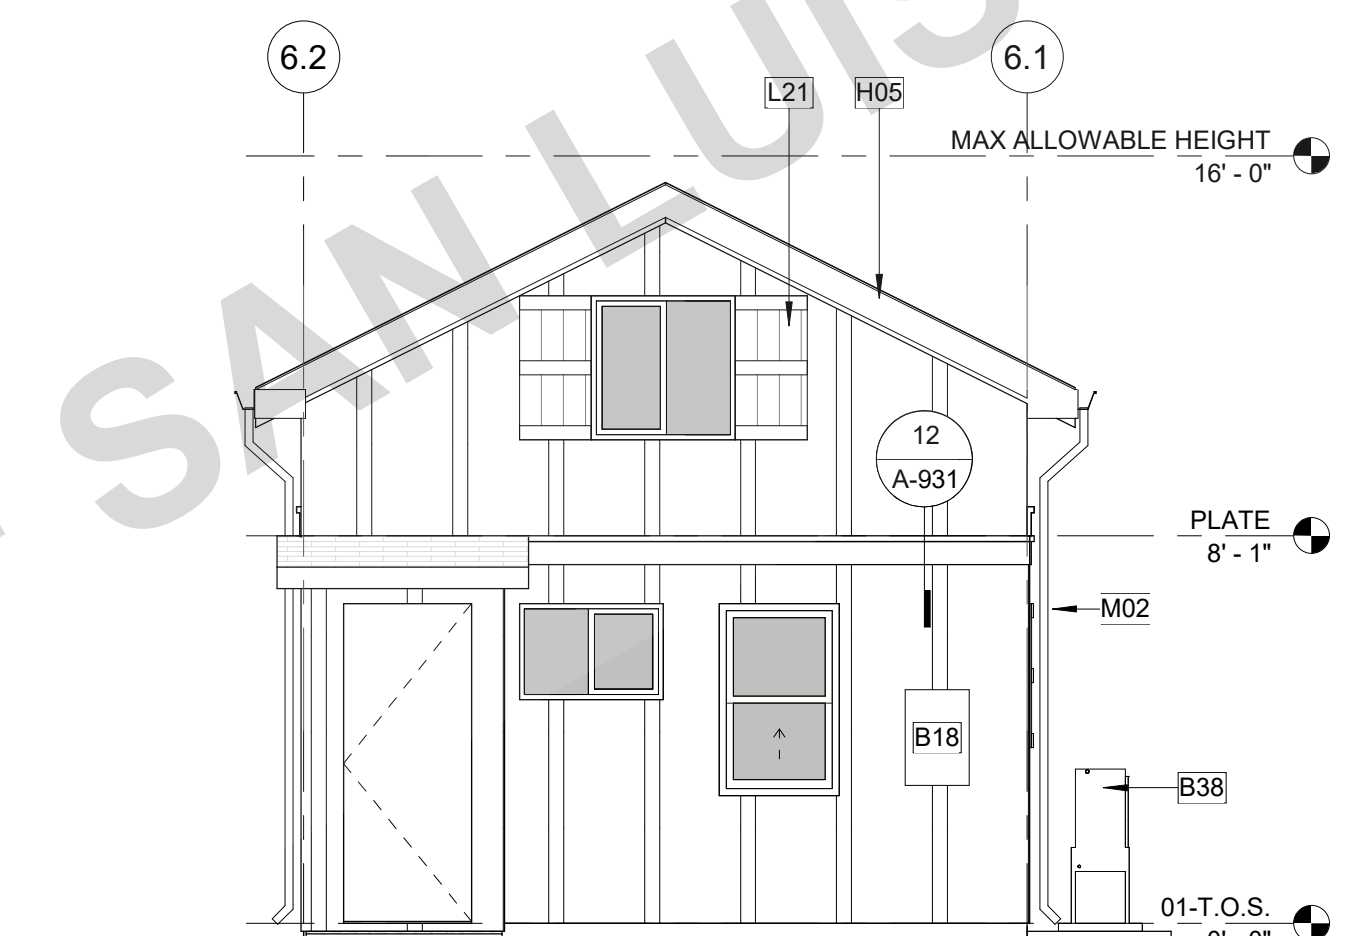 6.2
6.1
L21
H05
MAX ALLOWABLE HEIGHT
16' - 0"
12
A-931
PLATE
8' - 1"
M02
B18
B38
01-T.O.S.
SAN LUIS